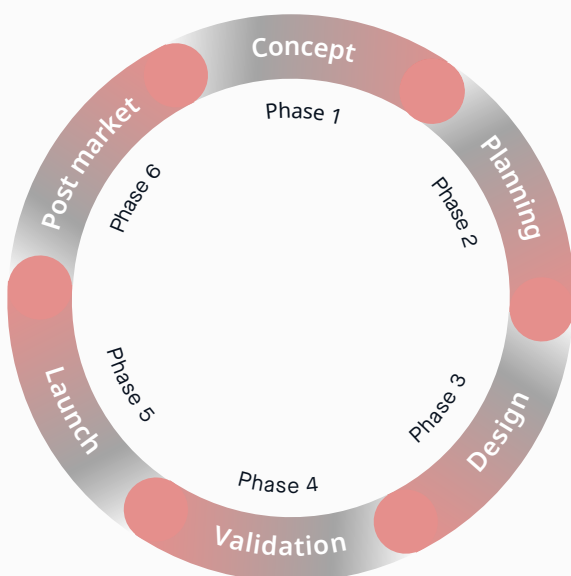 Concept
Phase 1
Planning
Phase 2
Design
Phase 3
Validation
Phase 4
Launch
Phase 5
Post market
Phase 6